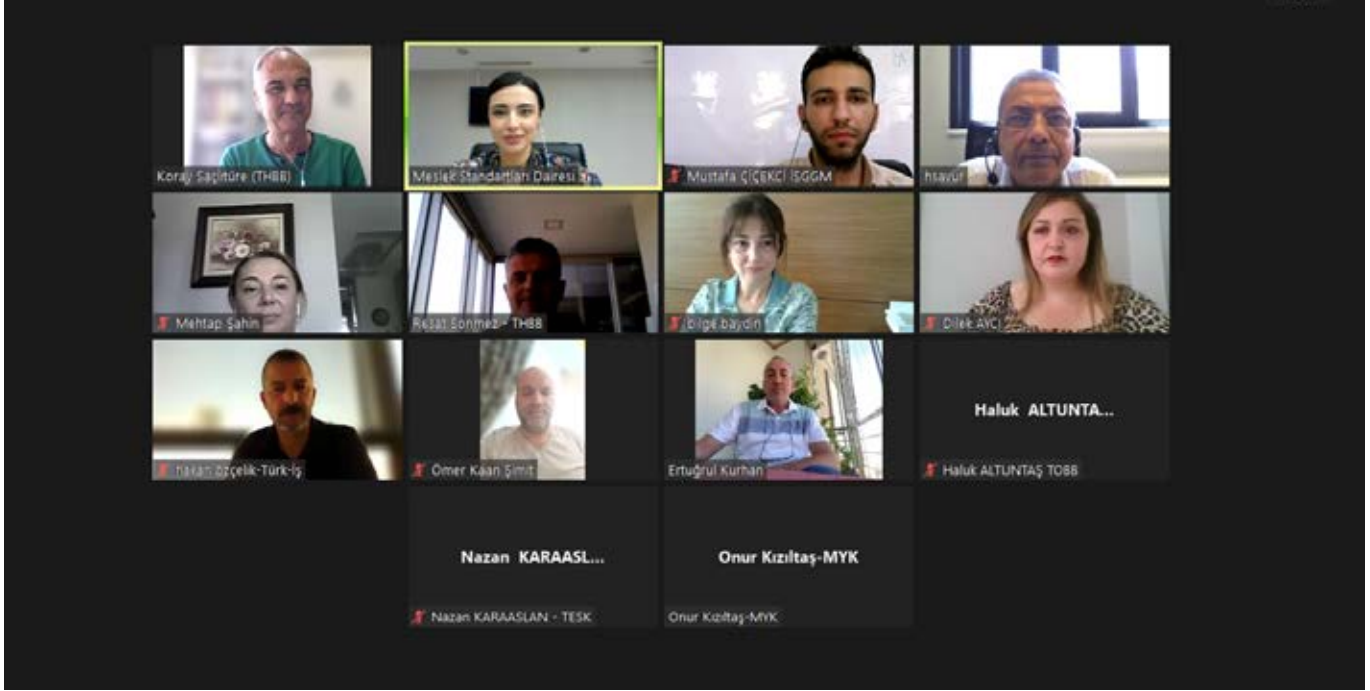 Koray Saçlıtüre (THBB)
Meslek Standartları Dairesi
Mustafa ÇİÇEKCİ İSGGM
hsavur
Mehtap Şahin
Reşat Sönmez - THBB
bilge.baydin
Dilek AVCI
hakan özçelik-Türk-İş
Ömer Kaan Şimit
Ertuğrul Kurhan
Haluk ALTUNTA...
Haluk ALTUNTAŞ TOBB
Nazan KARAASL...
Nazan KARAASLAN - TESK
Onur Kızıltaş-MYK
Onur Kızıltaş-MYK